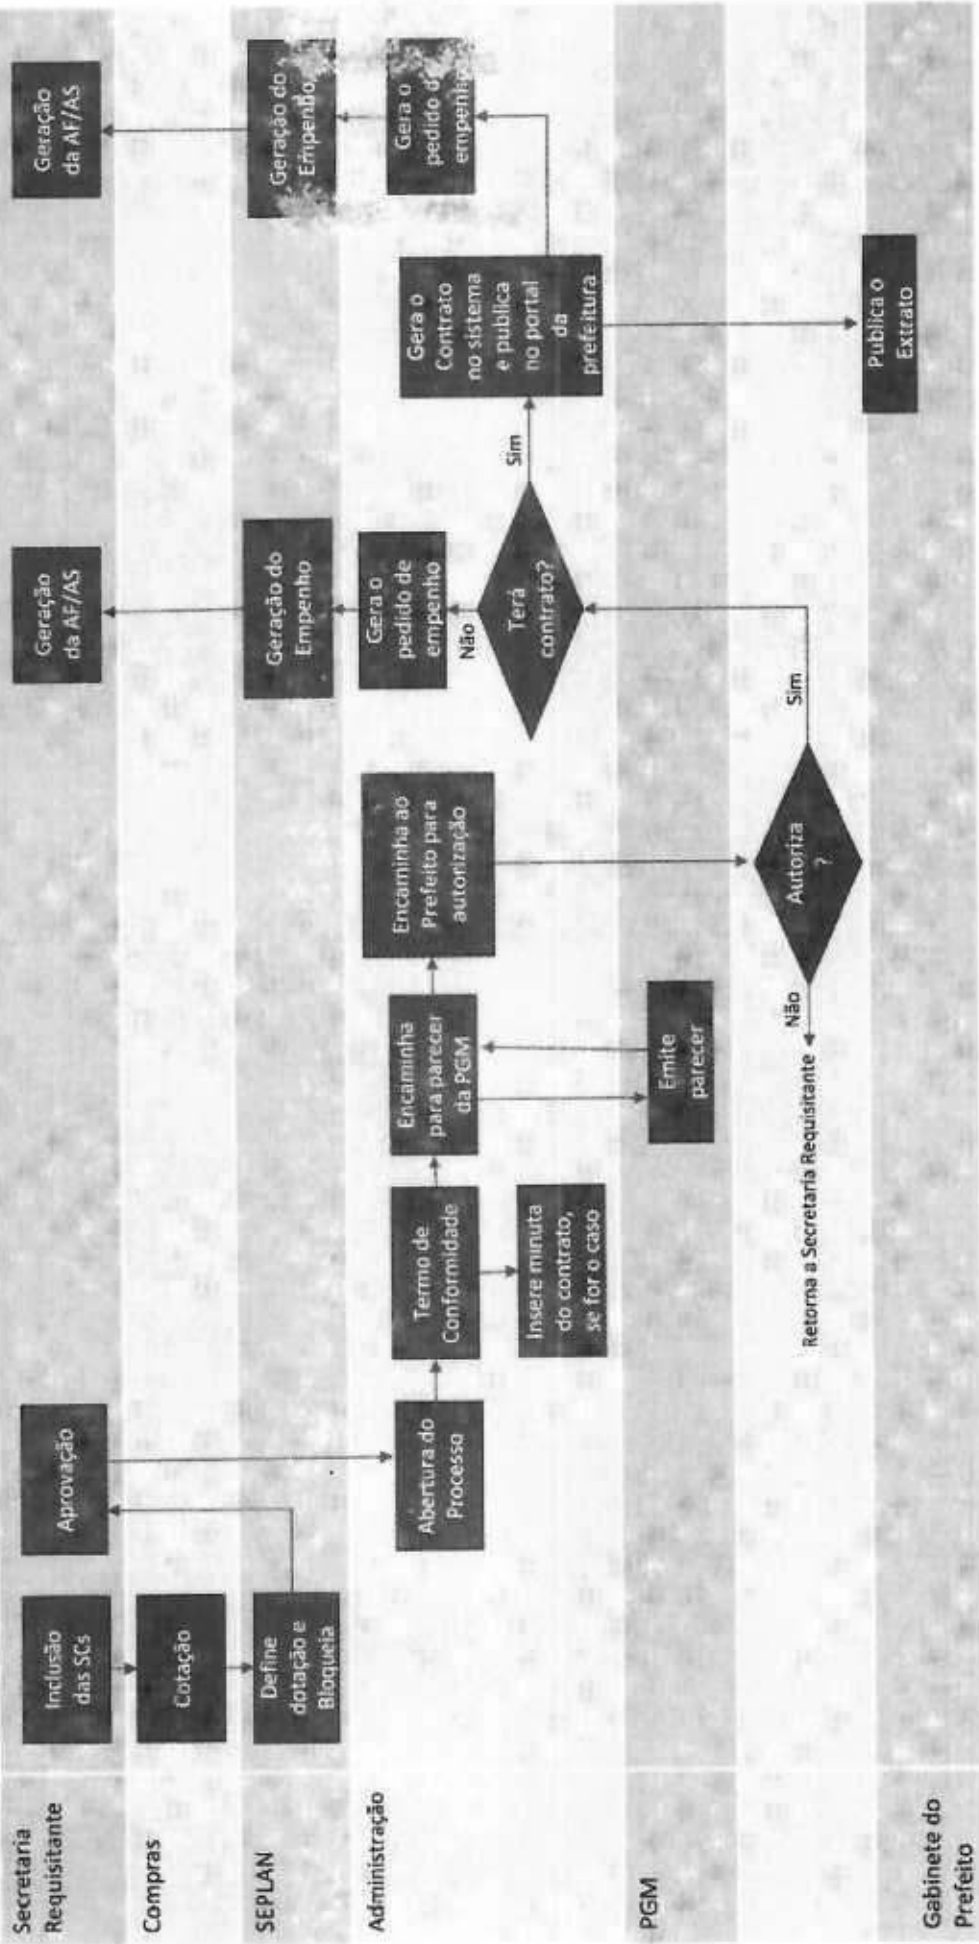 Secretaria
Requisitante
Inclusão
das SCs
Aprovação
Geração
da AF/AS
Geração
da AF/AS
Compras
Cotação
SEPLAN
Define
dotação e
Bloqueia
Geração do
Empenho
Geração do
Empenho
Administração
Abertura do
Processo
Termo de
Conformidade
Insere minuta
do contrato,
se for o caso
Encaminha
para parecer
da PGM
Encaminha ao
Prefeito para
autorização
Gera o
pedido de
empenho
Não
Terá
contrato?
Sim
Gera o
Contrato
no sistema
e publica
no portal
da
prefeitura
Gera o
pedido d
empenho
PGM
Emite
parecer
Retorna a Secretaria Requisitante
Não
Autoriza
?
Sim
Gabinete do
Prefeito
Publica o
Extrato